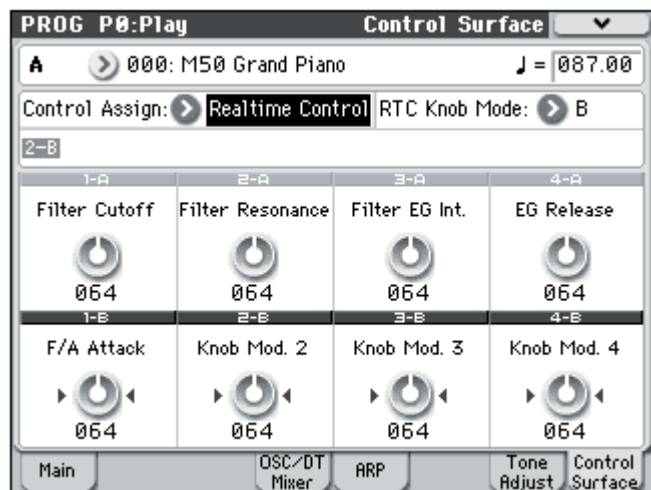 PROG P0:Play Control Surface
A 000: M50 Grand Piano ♩ = 087.00
Control Assign: Realtime Control RTC Knob Mode: B
2-B
1-A 2-A 3-A 4-A
Filter Cutoff Filter Resonance Filter EG Int. EG Release
064 064 064 064
1-B 2-B 3-B 4-B
F/A Attack Knob Mod. 2 Knob Mod. 3 Knob Mod. 4
064 064 064 064
Main OSC/DT Mixer ARP Tone Adjust Control Surface